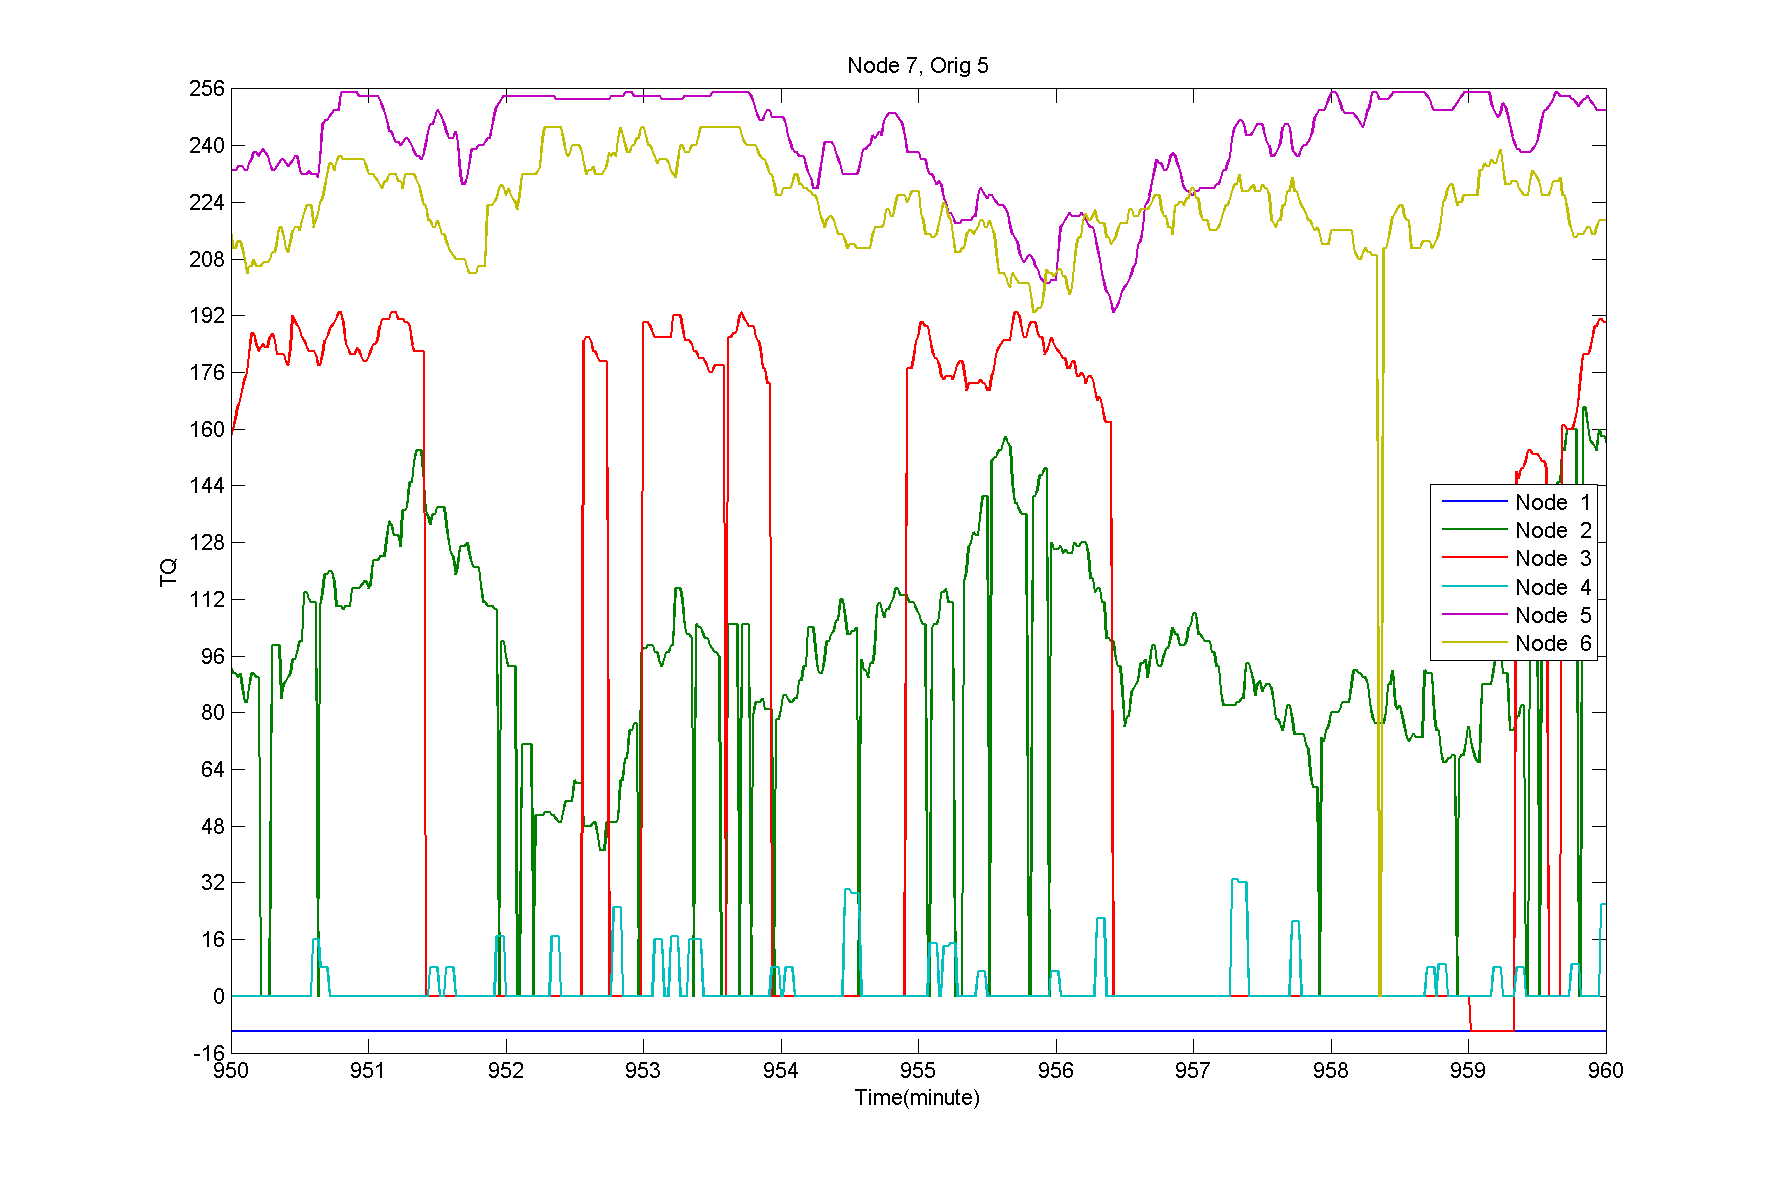 Node 7, Orig 5
256
240
224
208
192
176
160
144
128
112
96
80
64
48
32
16
0
-16
TQ
950 951 952 953 954 955 956 957 958 959 960
Time(minute)
Node 1
Node 2
Node 3
Node 4
Node 5
Node 6